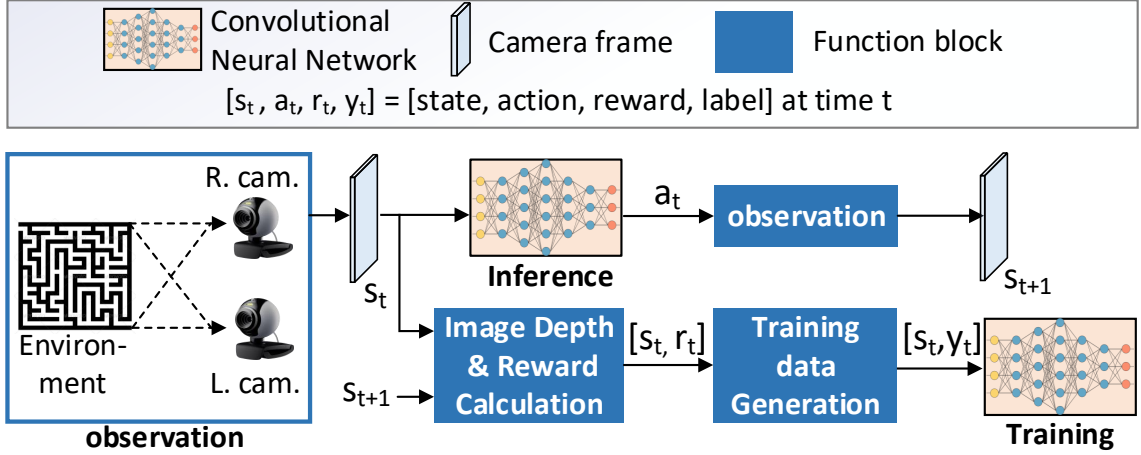 Convolutional
Neural Network
Camera frame
Function block
[sₜ , aₜ, rₜ, yₜ] = [state, action, reward, label] at time t
R. cam.
L. cam.
Environ-
ment
observation
sₜ
Inference
aₜ
observation
sₜ₊₁
sₜ₊₁
Image Depth
& Reward
Calculation
[sₜ, rₜ]
Training
data
Generation
[sₜ,yₜ]
Training